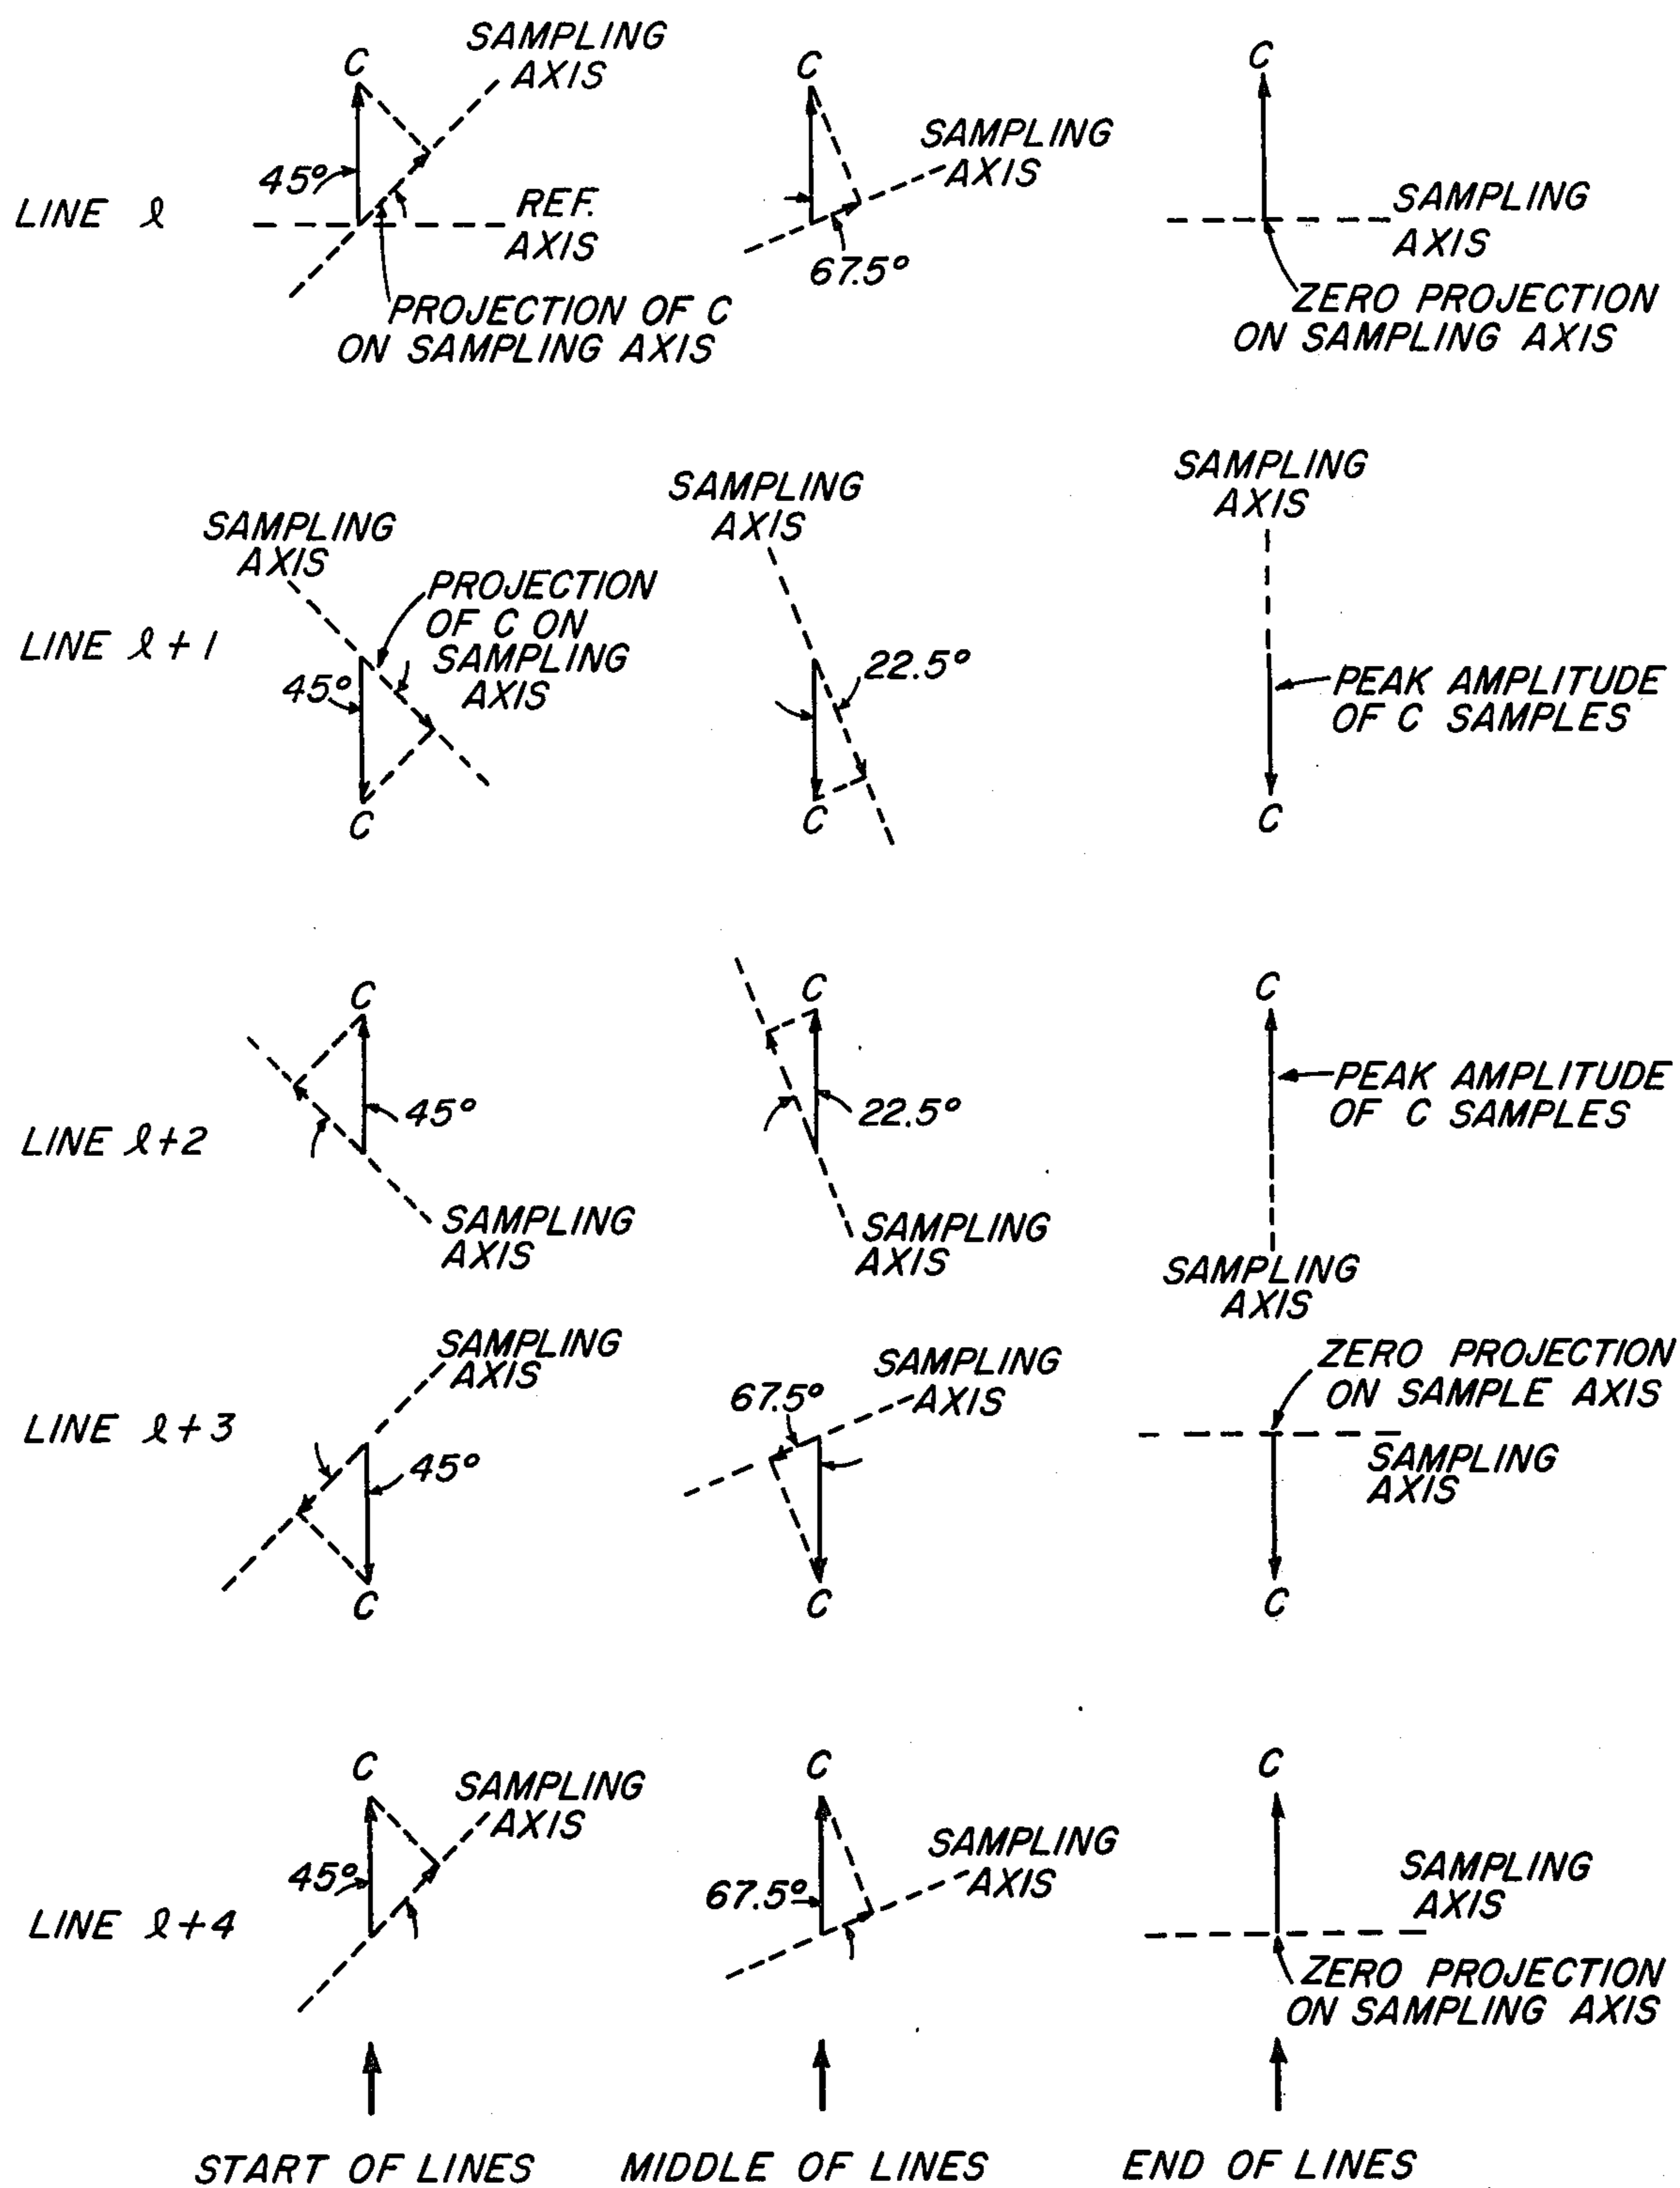 C
SAMPLING
AXIS
45°
LINE ℓ
REF.
AXIS
PROJECTION OF C
ON SAMPLING AXIS
C
SAMPLING
AXIS
67.5°
C
SAMPLING
AXIS
ZERO PROJECTION
ON SAMPLING AXIS
LINE ℓ + 1
SAMPLING
AXIS
PROJECTION
OF C ON
SAMPLING
AXIS
45°
C
SAMPLING
AXIS
22.5°
C
SAMPLING
AXIS
PEAK AMPLITUDE
OF C SAMPLES
C
LINE ℓ+2
C
45°
SAMPLING
AXIS
C
22.5°
SAMPLING
AXIS
C
PEAK AMPLITUDE
OF C SAMPLES
SAMPLING
AXIS
LINE ℓ+3
SAMPLING
AXIS
45°
C
SAMPLING
AXIS
67.5°
C
ZERO PROJECTION
ON SAMPLE AXIS
SAMPLING
AXIS
C
LINE ℓ+4
C
SAMPLING
AXIS
45°
C
SAMPLING
AXIS
67.5°
C
SAMPLING
AXIS
ZERO PROJECTION
ON SAMPLING AXIS
START OF LINES
MIDDLE OF LINES
END OF LINES